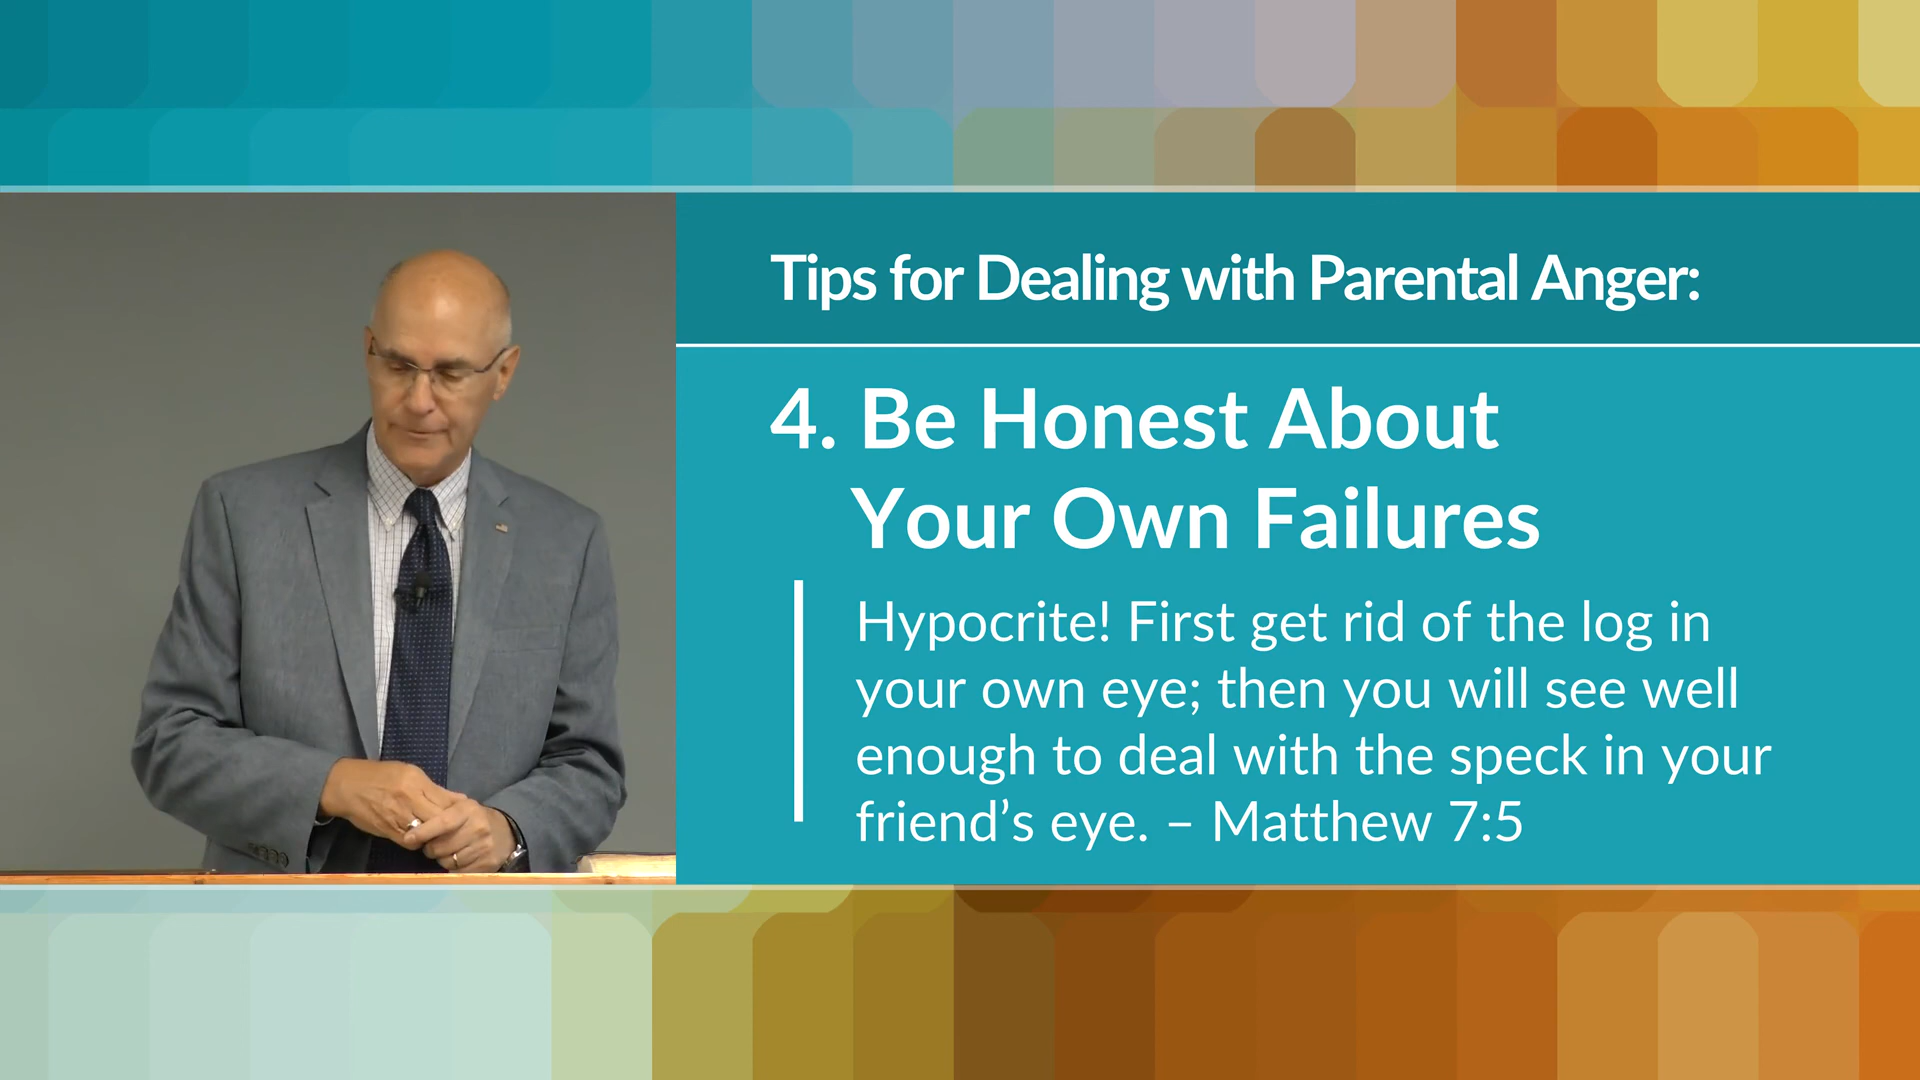 Tips for Dealing with Parental Anger:
4. Be Honest About
Your Own Failures
Hypocrite! First get rid of the log in
your own eye; then you will see well
enough to deal with the speck in your
friend’s eye. – Matthew 7:5